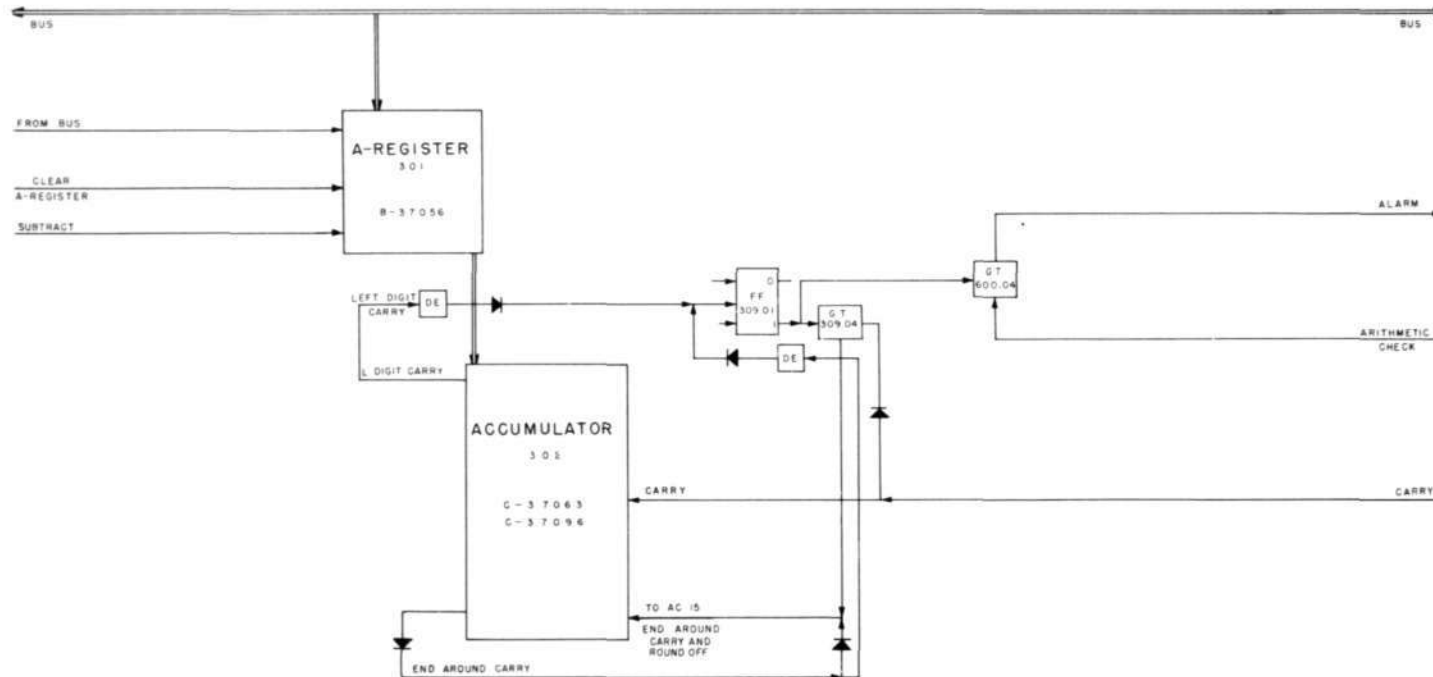 BUS
BUS
FROM BUS
A-REGISTER
301
CLEAR
A-REGISTER
B-37056
ALARM
SUBTRACT
GT
600.04
O
FF
309.01
1
LEFT DIGIT
CARRY
DE
GT
309.04
ARITHMETIC
CHECK
DE
L DIGIT CARRY
ACCUMULATOR
302
CARRY
CARRY
C-37063
C-37096
TO AC 15
END AROUND
CARRY AND
ROUND OFF
END AROUND CARRY